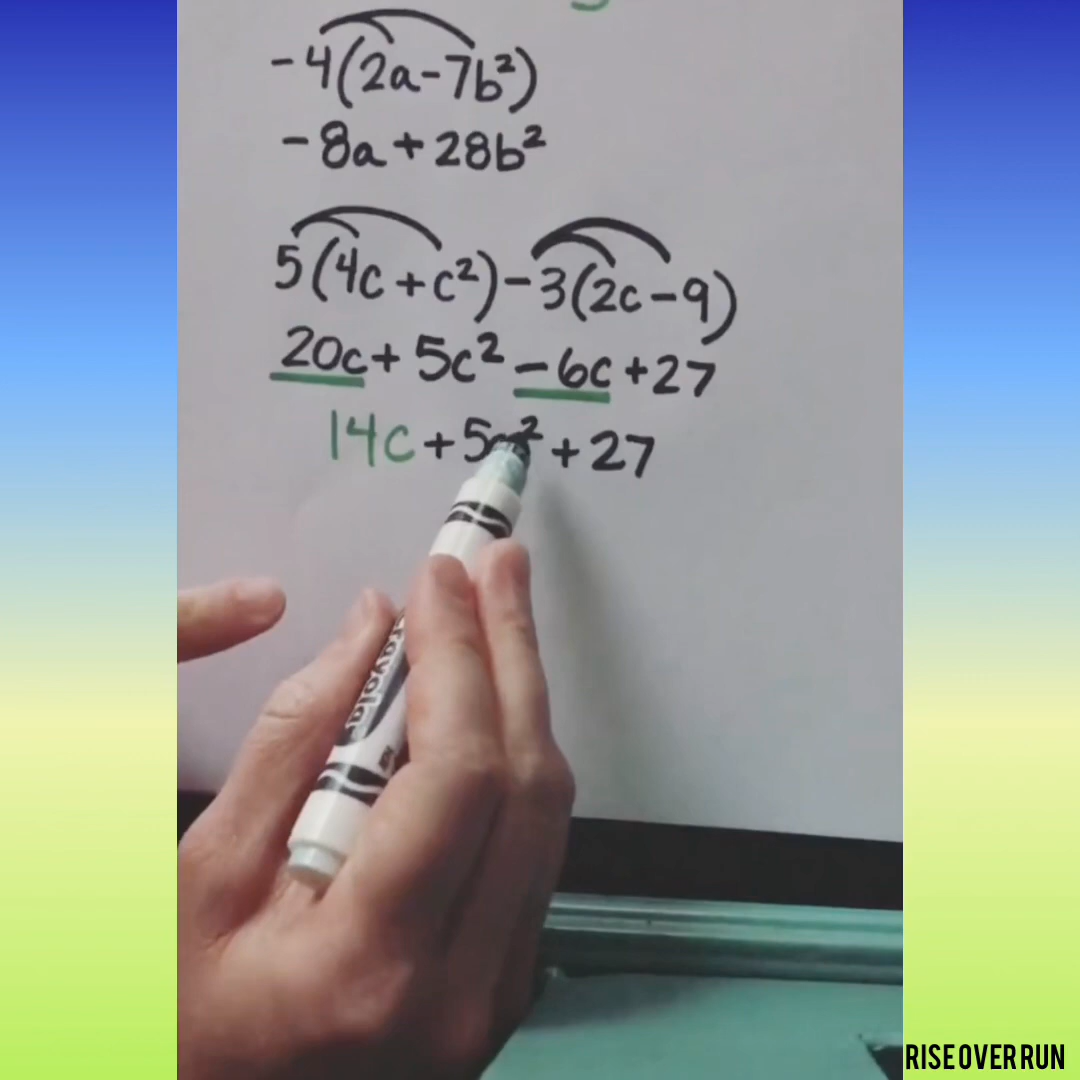 -4(2a-7b²)
-8a+28b²
5(4c+c²)-3(2c-9)
20c+5c²-6c+27
14c+5c²+27
crayola
RISE OVER RUN